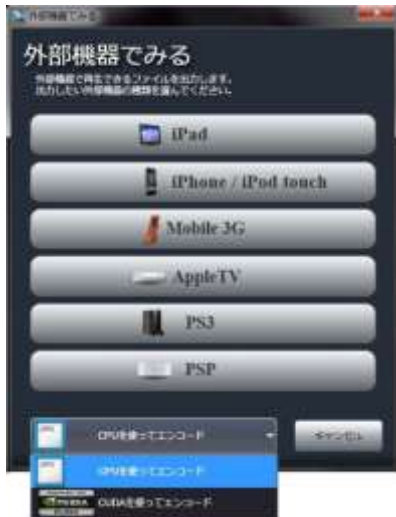 外部機器でみる
外部機器でみる
外部機器で再生できるファイルを出力します。
出力したい外部機器の種類を選んでください。
iPad
iPhone / iPod touch
Mobile 3G
AppleTV
PS3
PSP
CPUを使ってエンコード
キャンセル
CPUを使ってエンコード
CUDAを使ってエンコード